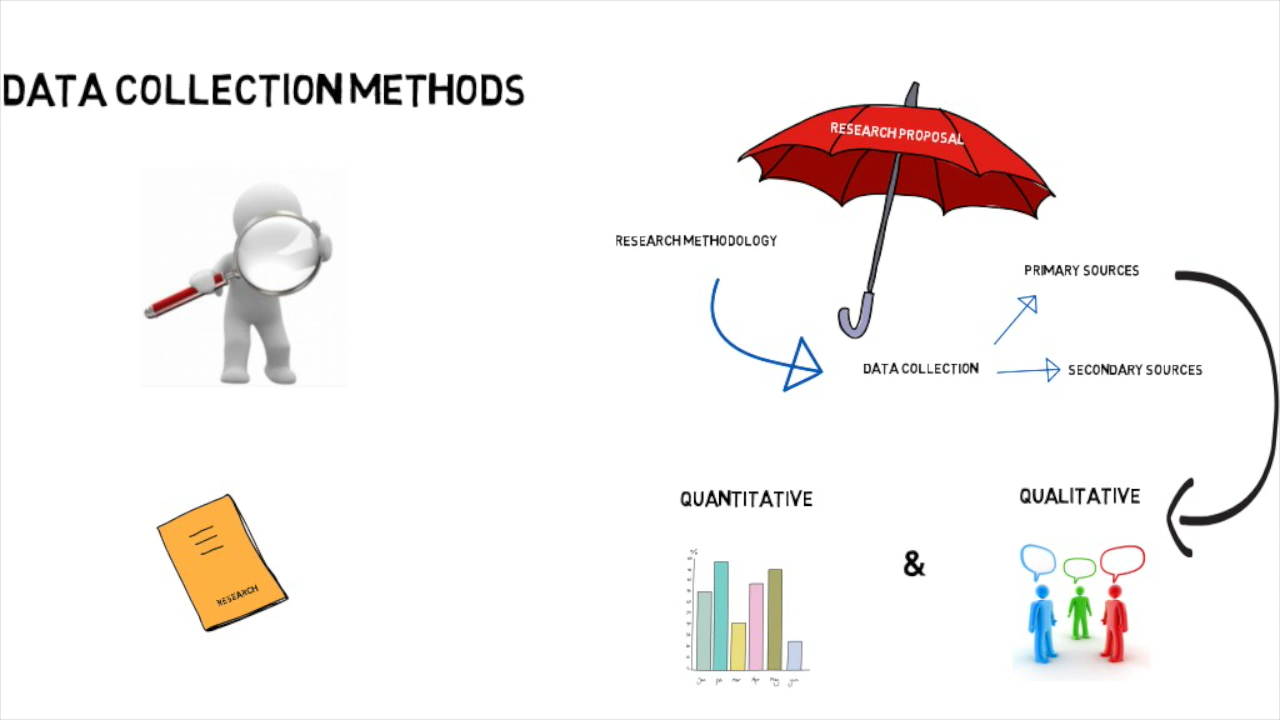 DATA COLLECTION METHODS
RESEARCH PROPOSAL
RESEARCH METHODOLOGY
PRIMARY SOURCES
DATA COLLECTION
SECONDARY SOURCES
QUANTITATIVE
&
QUALITATIVE
RESEARCH